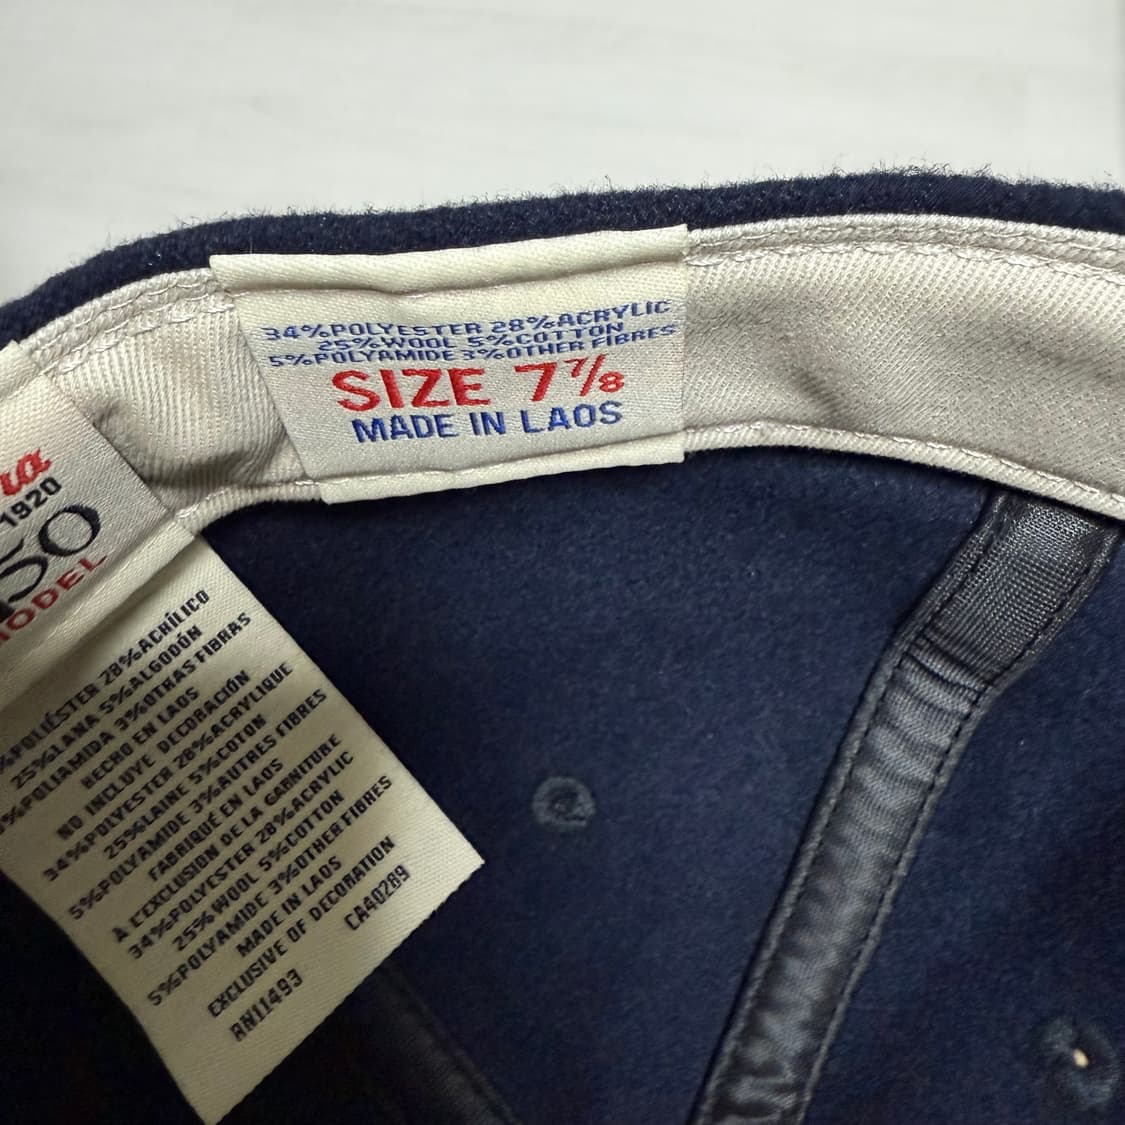 34%POLYESTER 28%ACRYLIC
25%WOOL 5%COTTON
5%POLYAMIDE 3%OTHER FIBRES
SIZE 7 7/8
MADE IN LAOS
1920
50
MODEL
%POLIÉSTER 28%ACRÍLICO
25%LANA 5%ALGODÓN
%POLIAMIDA 3%OTRAS FIBRAS
HECHO EN LAOS
NO INCLUYE DECORACIÓN
34%POLYESTER 28%ACRYLIQUE
25%LAINE 5%COTON
5%POLYAMIDE 3%AUTRES FIBRES
FABRIQUÉ EN LAOS
À L'EXCLUSION DE LA GARNITURE
34%POLYESTER 28%ACRYLIC
25%WOOL 5%COTTON
5%POLYAMIDE 3%OTHER FIBRES
MADE IN LAOS
EXCLUSIVE OF DECORATION
RN11493 CA40289